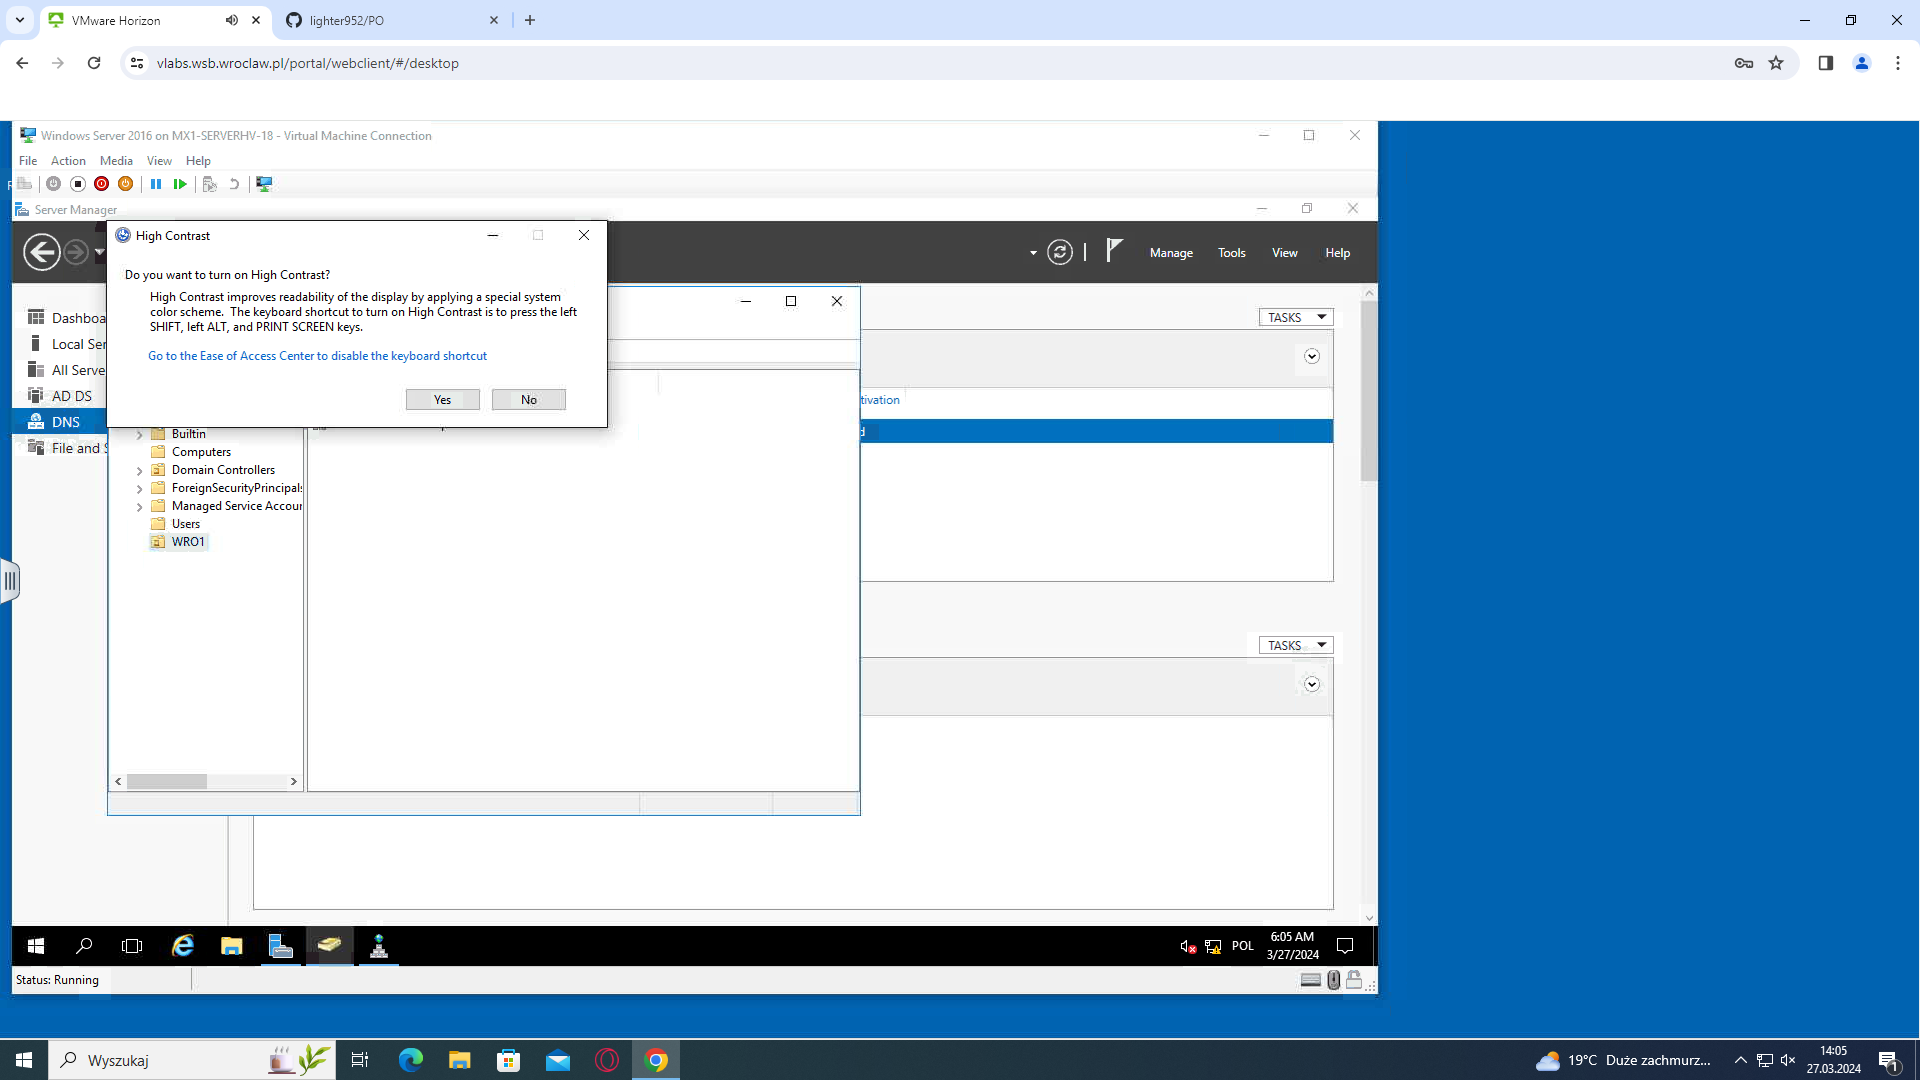 VMware Horizon
lighter952/PO
vlabs.wsb.wroclaw.pl/portal/webclient/#/desktop
Windows Server 2016 on MX1-SERVERHV-18 - Virtual Machine Connection
File Action Media View Help
Server Manager
Manage Tools View Help
High Contrast
Do you want to turn on High Contrast?
High Contrast improves readability of the display by applying a special system
color scheme. The keyboard shortcut to turn on High Contrast is to press the left
SHIFT, left ALT, and PRINT SCREEN keys.
Go to the Ease of Access Center to disable the keyboard shortcut
Yes No
Dashboa
Local Ser
All Serve
AD DS
DNS
File and S
TASKS
tivation
d
Builtin
Computers
Domain Controllers
ForeignSecurityPrincipals
Managed Service Accour
Users
WRO1
TASKS
POL
6:05 AM
3/27/2024
Status: Running
Wyszukaj
19°C Duże zachmurz...
14:05
27.03.2024
1